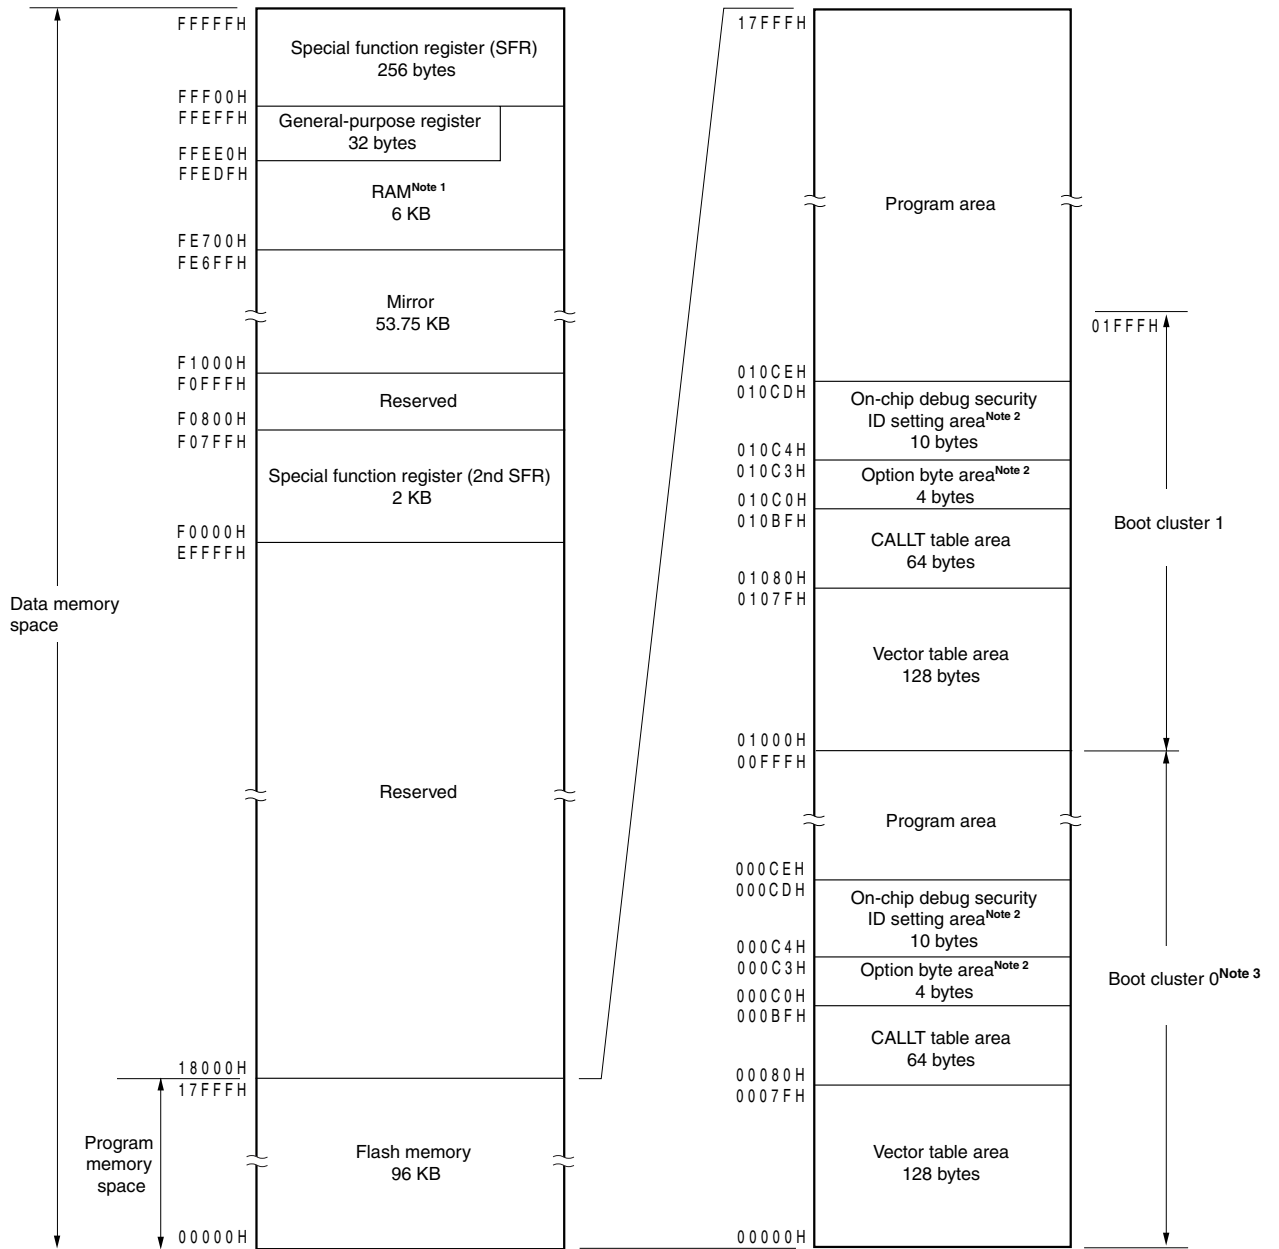 FFFFFH
Special function register (SFR)
256 bytes
FFF00H
FFEFFH
General-purpose register
32 bytes
FFEE0H
FFEDFH
RAMNote 1
6 KB
FE700H
FE6FFH
Mirror
53.75 KB
F1000H
F0FFFH
Reserved
F0800H
F07FFH
Special function register (2nd SFR)
2 KB
F0000H
EFFFFH
Data memory
space
Reserved
18000H
17FFFH
Program
memory
space
Flash memory
96 KB
00000H
17FFFH
Program area
01FFFH
010CEH
010CDH
On-chip debug security
ID setting areaNote 2
10 bytes
010C4H
010C3H
Option byte areaNote 2
4 bytes
010C0H
010BFH
Boot cluster 1
CALLT table area
64 bytes
01080H
0107FH
Vector table area
128 bytes
01000H
00FFFH
Program area
000CEH
000CDH
On-chip debug security
ID setting areaNote 2
10 bytes
000C4H
000C3H
Option byte areaNote 2
4 bytes
Boot cluster 0Note 3
000C0H
000BFH
CALLT table area
64 bytes
00080H
0007FH
Vector table area
128 bytes
00000H